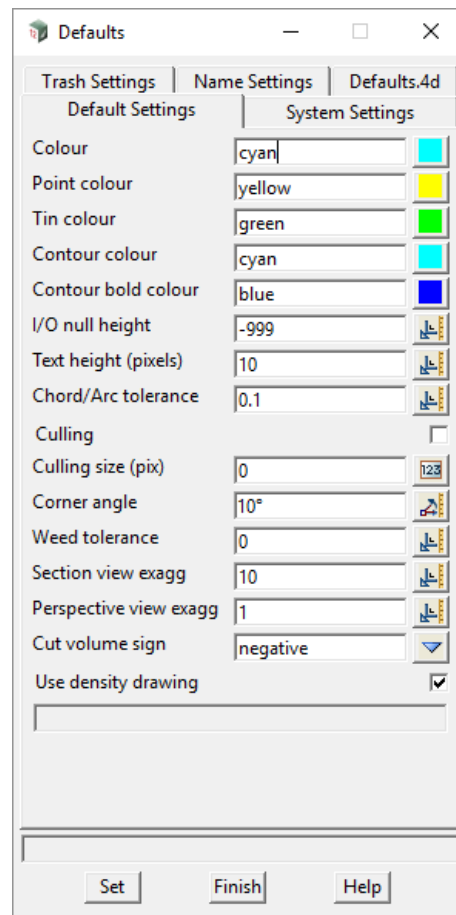 Defaults
Trash Settings Name Settings Defaults.4d
Default Settings System Settings
Colour cyan
Point colour yellow
Tin colour green
Contour colour cyan
Contour bold colour blue
I/O null height -999
Text height (pixels) 10
Chord/Arc tolerance 0.1
Culling
Culling size (pix) 0 123
Corner angle 10°
Weed tolerance 0
Section view exagg 10
Perspective view exagg 1
Cut volume sign negative
Use density drawing
Set Finish Help